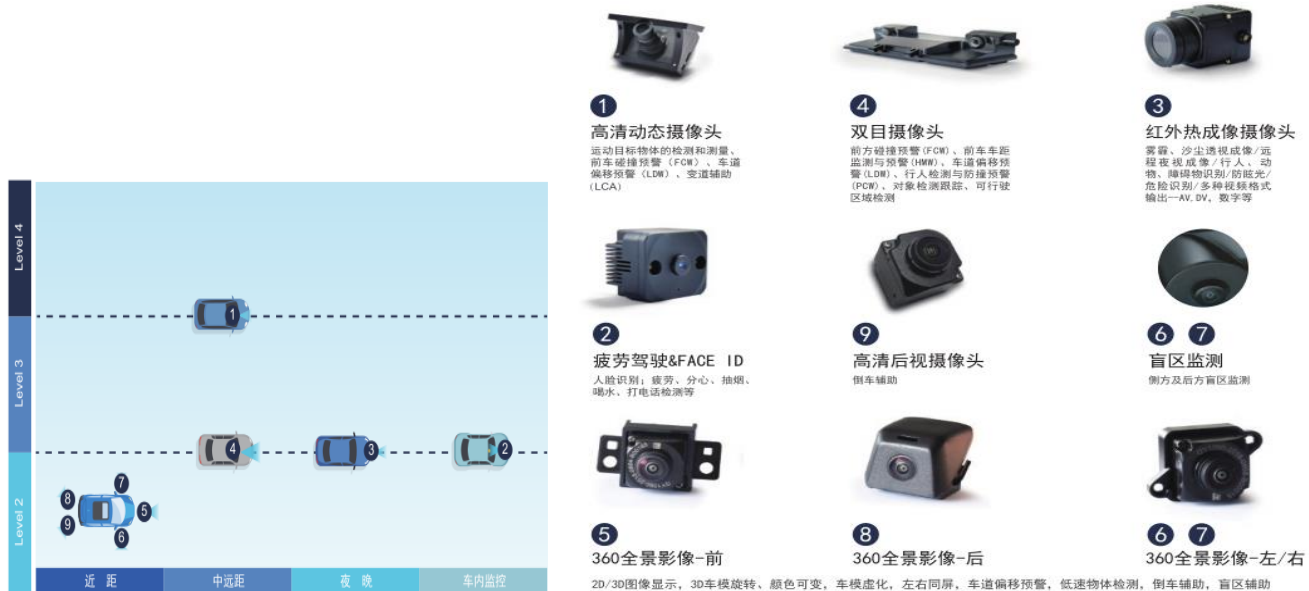 Level 4
Level 3
Level 2
1
4
3
2
7
8
5
9
6
近 距
中远距
夜 晚
车内监控
1
高清动态摄像头
运动目标物体的检测和测量、
前车碰撞预警(FCW)、车道
偏移预警(LDW)、变道辅助
(LCA)
4
双目摄像头
前方碰撞预警(FCW)、前车车距
监测与预警(HMW)、车道偏移预
警(LDW)、行人检测与防撞预警
(PCW)、对象检测跟踪、可行驶
区域检测
3
红外热成像摄像头
雾霾、沙尘透视成像/远
程夜视成像/行人、动
物、障碍物识别/防眩光/
危险识别/多种视频格式
输出--AV.DV, 数字等
2
疲劳驾驶&FACE ID
人脸识别; 疲劳、分心、抽烟、
喝水、打电话检测等
9
高清后视摄像头
倒车辅助
6 7
盲区监测
侧方及后方盲区监测
5
360全景影像-前
8
360全景影像-后
6 7
360全景影像-左/右
2D/3D图像显示, 3D车模旋转、颜色可变, 车模虚化, 左右同屏, 车道偏移预警, 低速物体检测, 倒车辅助, 盲区辅助